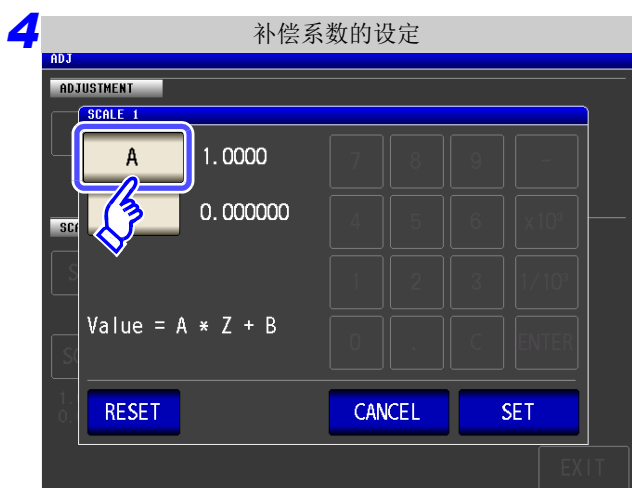 4
补偿系数的设定
ADJ
ADJUSTMENT
SCALE 1
A 1.0000 7 8 9 -
0.000000 4 5 6 x10³
1 2 3 1/10³
Value = A * Z + B
0 . C ENTER
RESET CANCEL SET
EXIT